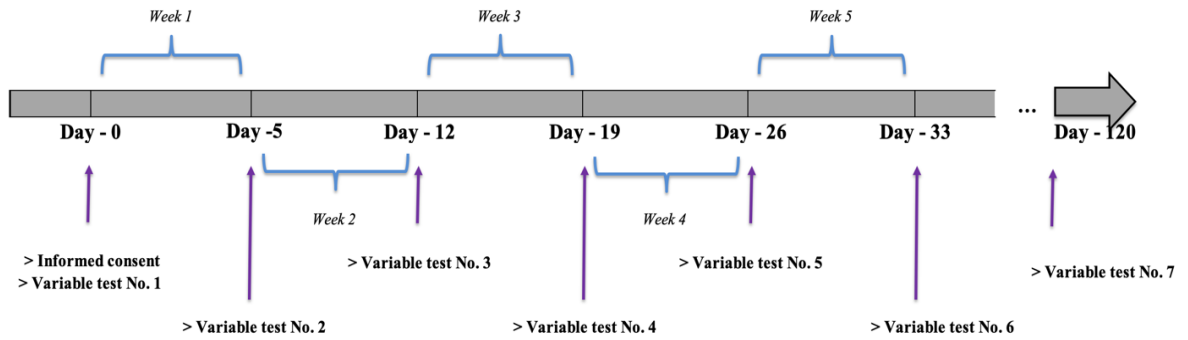 Week 1
Week 3
Week 5
...
Day - 0
Day -5
Day - 12
Day - 19
Day - 26
Day - 33
Day - 120
Week 2
Week 4
> Informed consent
> Variable test No. 1
> Variable test No. 3
> Variable test No. 5
> Variable test No. 7
> Variable test No. 2
> Variable test No. 4
> Variable test No. 6